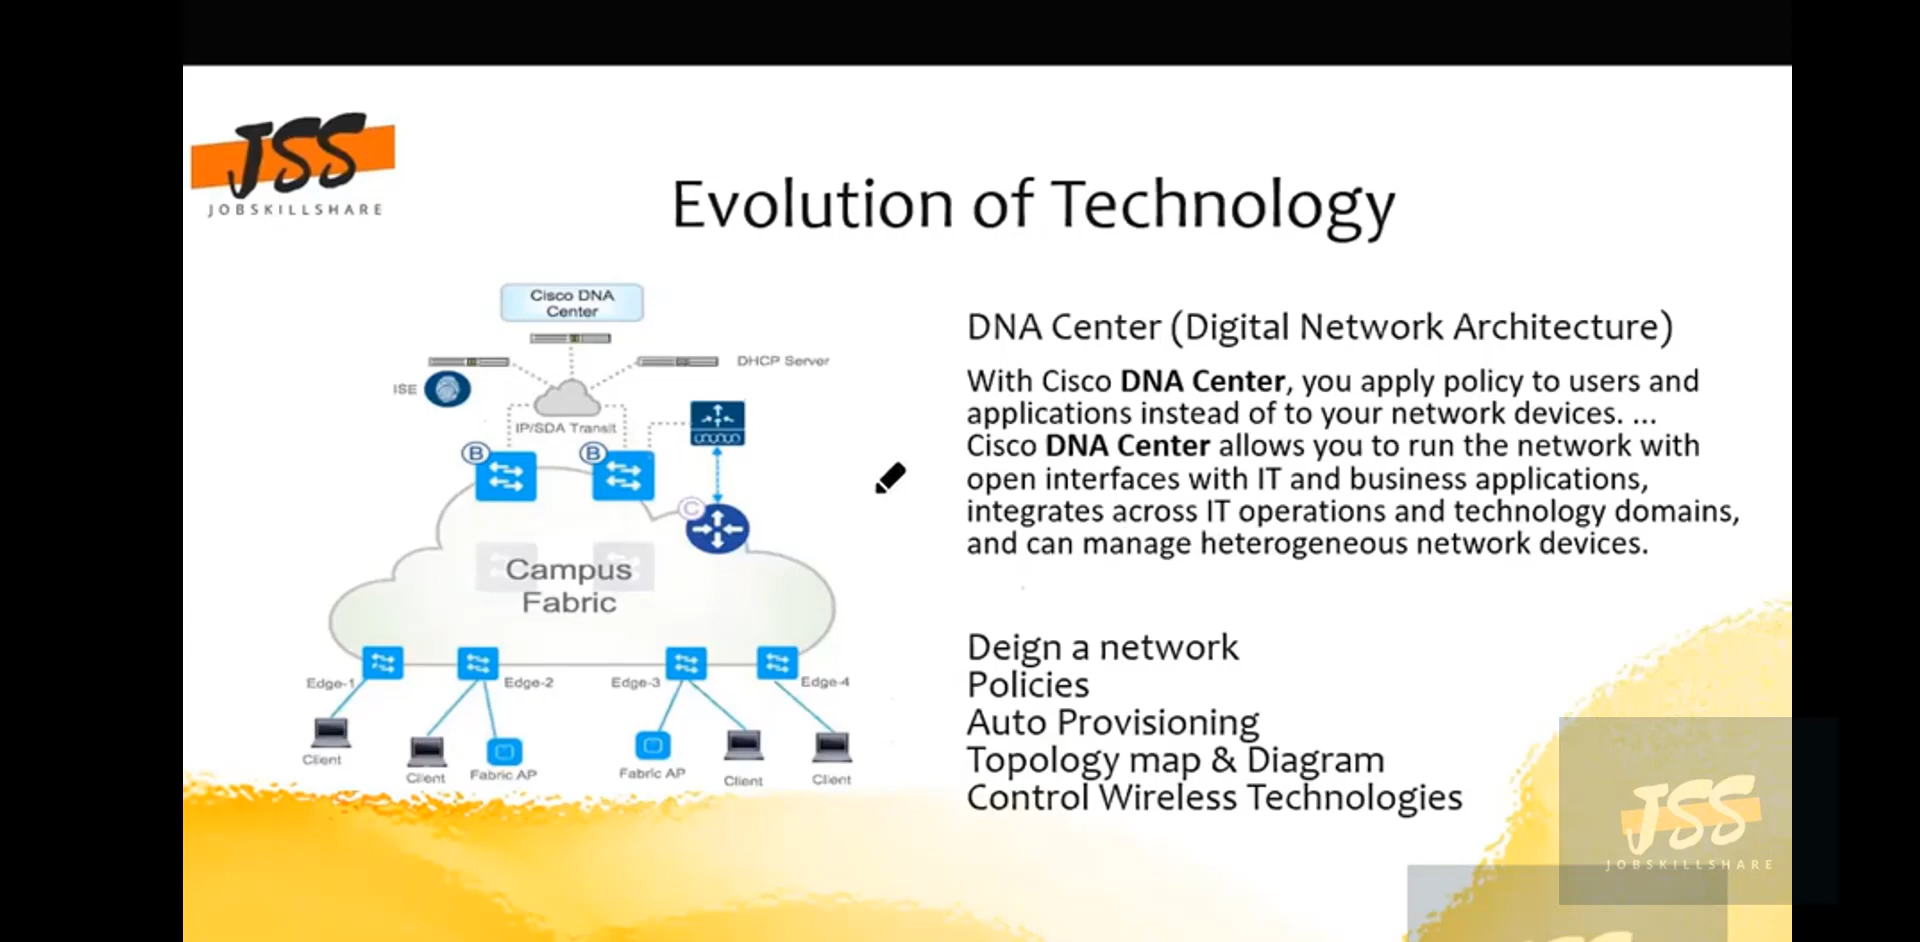 JSS
JOBSKILLSHARE
Evolution of Technology
Cisco DNA
Center
DHCP Server
ISE
IP/SDA Transit
B
B
C
Campus
Fabric
Edge-1
Edge-2
Edge-3
Edge-4
Client
Client
Fabric AP
Fabric AP
Client
Client
DNA Center (Digital Network Architecture)
With Cisco DNA Center, you apply policy to users and
applications instead of to your network devices. ...
Cisco DNA Center allows you to run the network with
open interfaces with IT and business applications,
integrates across IT operations and technology domains,
and can manage heterogeneous network devices.
Deign a network
Policies
Auto Provisioning
Topology map & Diagram
Control Wireless Technologies
JSS
JOBSKILLSHARE